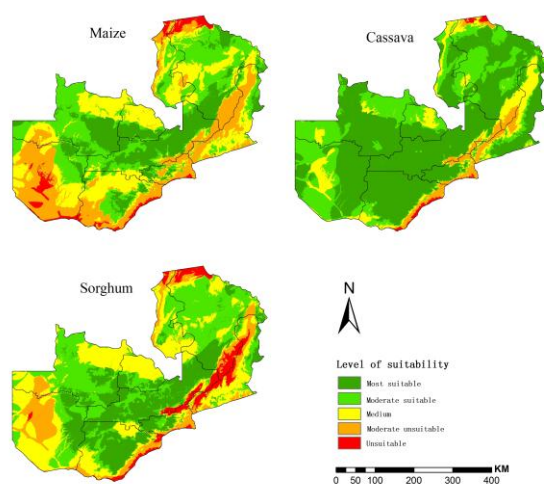 Maize
Cassava
Sorghum
N
Level of suitability
Most suitable
Moderate suitable
Medium
Moderate unsuitable
Unsuitable
KM
0 50 100 200 300 400